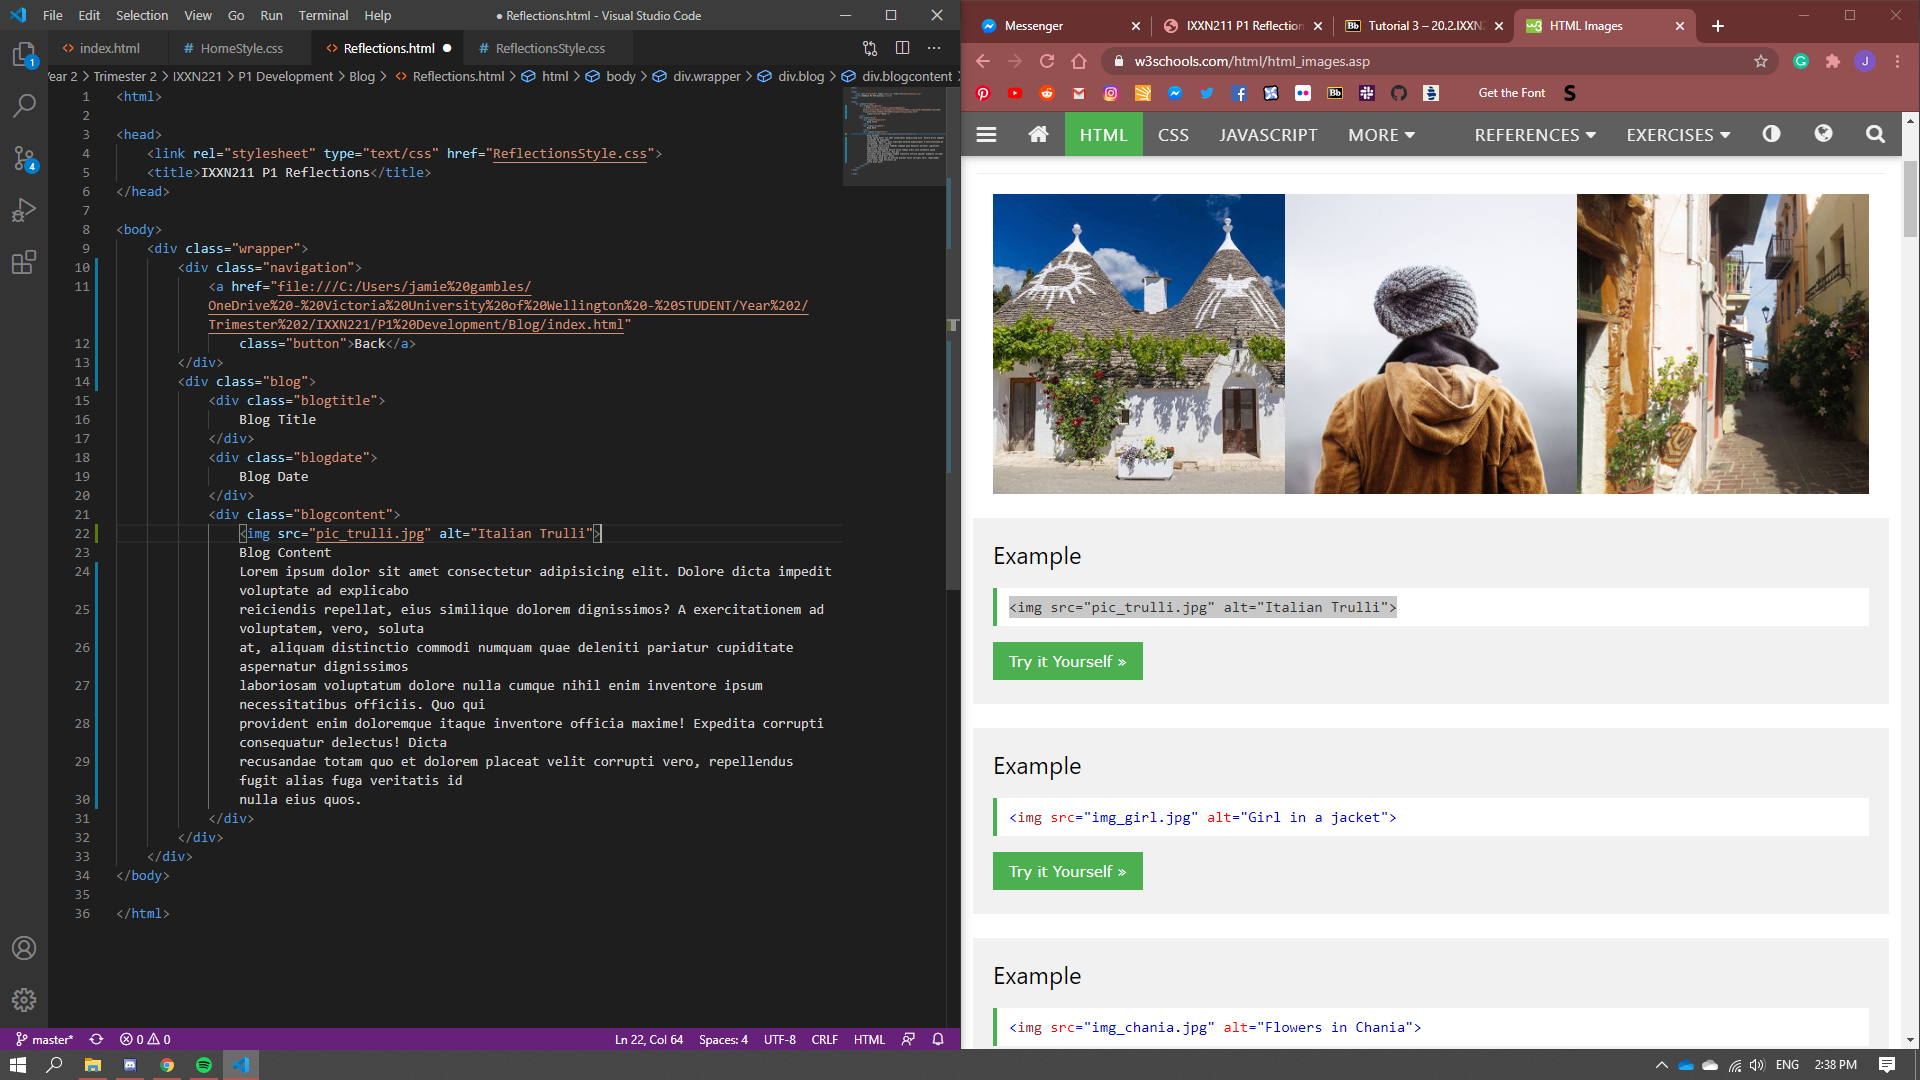 File Edit Selection View Go Run Terminal Help ● Reflections.html - Visual Studio Code
index.html # HomeStyle.css Reflections.html ● # ReflectionsStyle.css
ear 2 > Trimester 2 > IXXN221 > P1 Development > Blog > Reflections.html > html > body > div.wrapper > div.blog > div.blogcontent >
1 <html>
2
3 <head>
4 <link rel="stylesheet" type="text/css" href="ReflectionsStyle.css">
5 <title>IXXN211 P1 Reflections</title>
6 </head>
7
8 <body>
9 <div class="wrapper">
10 <div class="navigation">
11 <a href="file:///C:/Users/jamie%20gambles/
OneDrive%20-%20Victoria%20University%20of%20Wellington%20-%20STUDENT/Year%202/
Trimester%202/IXXN221/P1%20Development/Blog/index.html"
12 class="button">Back</a>
13 </div>
14 <div class="blog">
15 <div class="blogtitle">
16 Blog Title
17 </div>
18 <div class="blogdate">
19 Blog Date
20 </div>
21 <div class="blogcontent">
22 <img src="pic_trulli.jpg" alt="Italian Trulli">
23 Blog Content
24 Lorem ipsum dolor sit amet consectetur adipisicing elit. Dolore dicta impedit
voluptate ad explicabo
25 reiciendis repellat, eius similique dolorem dignissimos? A exercitationem ad
voluptatem, vero, soluta
26 at, aliquam distinctio commodi numquam quae deleniti pariatur cupiditate
aspernatur dignissimos
27 laboriosam voluptatum dolore nulla cumque nihil enim inventore ipsum
necessitatibus officiis. Quo qui
28 provident enim doloremque itaque inventore officia maxime! Expedita corrupti
consequatur delectus! Dicta
29 recusandae totam quo et dolorem placeat velit corrupti vero, repellendus
fugit alias fuga veritatis id
30 nulla eius quos.
31 </div>
32 </div>
33 </div>
34 </body>
35
36 </html>
1
4
master* 0 0 Ln 22, Col 64 Spaces: 4 UTF-8 CRLF HTML
Messenger IXXN211 P1 Reflection Bb Tutorial 3 – 20.2.IXXN w3 HTML Images
w3schools.com/html/html_images.asp J
Bb Get the Font S
HTML CSS JAVASCRIPT MORE REFERENCES EXERCISES
Example
<img src="pic_trulli.jpg" alt="Italian Trulli">
Try it Yourself »
Example
<img src="img_girl.jpg" alt="Girl in a jacket">
Try it Yourself »
Example
<img src="img_chania.jpg" alt="Flowers in Chania">
ENG 2:38 PM